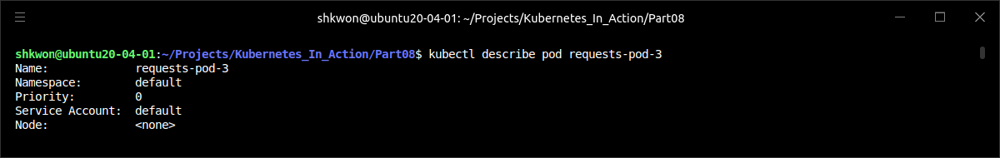 shkwon@ubuntu20-04-01: ~/Projects/Kubernetes_In_Action/Part08
shkwon@ubuntu20-04-01:~/Projects/Kubernetes_In_Action/Part08$ kubectl describe pod requests-pod-3
Name:             requests-pod-3
Namespace:        default
Priority:         0
Service Account:  default
Node:             <none>